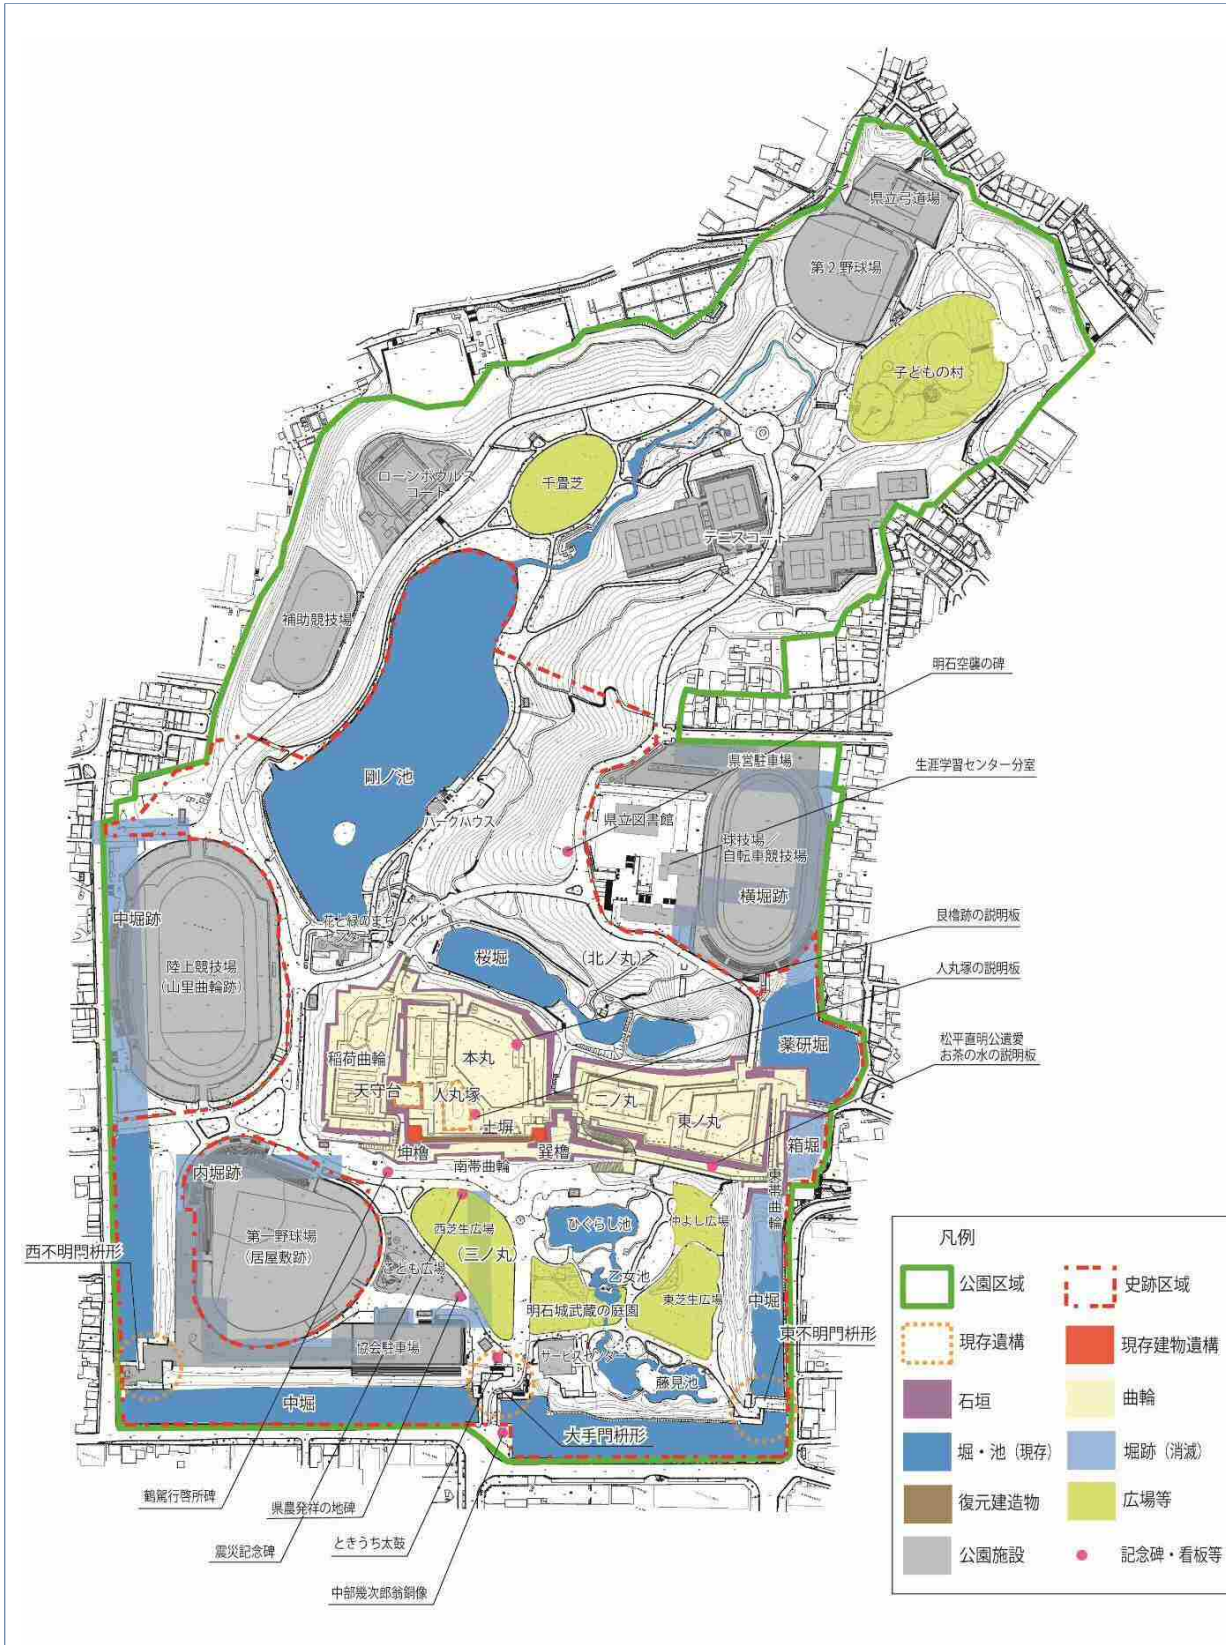 県立弓道場
第2野球場
子どもの村
ローンボウルス
コート
千畳芝
テニスコート
補助競技場
明石空襲の碑
県営駐車場
生涯学習センター分室
剛ノ池
パークハウス
県立図書館
球技場／
自転車競技場
横堀跡
中堀跡
花と緑のまちづくり
センター
艮櫓跡の説明板
桜堀
(北ノ丸)
陸上競技場
(山里曲輪跡)
人丸塚の説明板
松平直明公遺愛
お茶の水の説明板
薬研堀
稲荷曲輪
本丸
天守台
人丸塚
二ノ丸
東ノ丸
土塀
箱堀
坤櫓
巽櫓
南帯曲輪
内堀跡
東帯曲輪
西芝生広場
(三ノ丸)
ひぐらし池
仲よし広場
第一野球場
(居屋敷跡)
西不明門枡形
こども広場
乙女池
明石城武蔵の庭園
東芝生広場
中堀
東不明門枡形
協会駐車場
サービスセンター
藤見池
中堀
大手門枡形
鶴駕行啓所碑
県農発祥の地碑
震災記念碑
ときうち太鼓
中部幾次郎翁銅像
凡例
公園区域
史跡区域
現存遺構
現存建物遺構
石垣
曲輪
堀・池（現存）
堀跡（消滅）
復元建造物
広場等
公園施設
記念碑・看板等